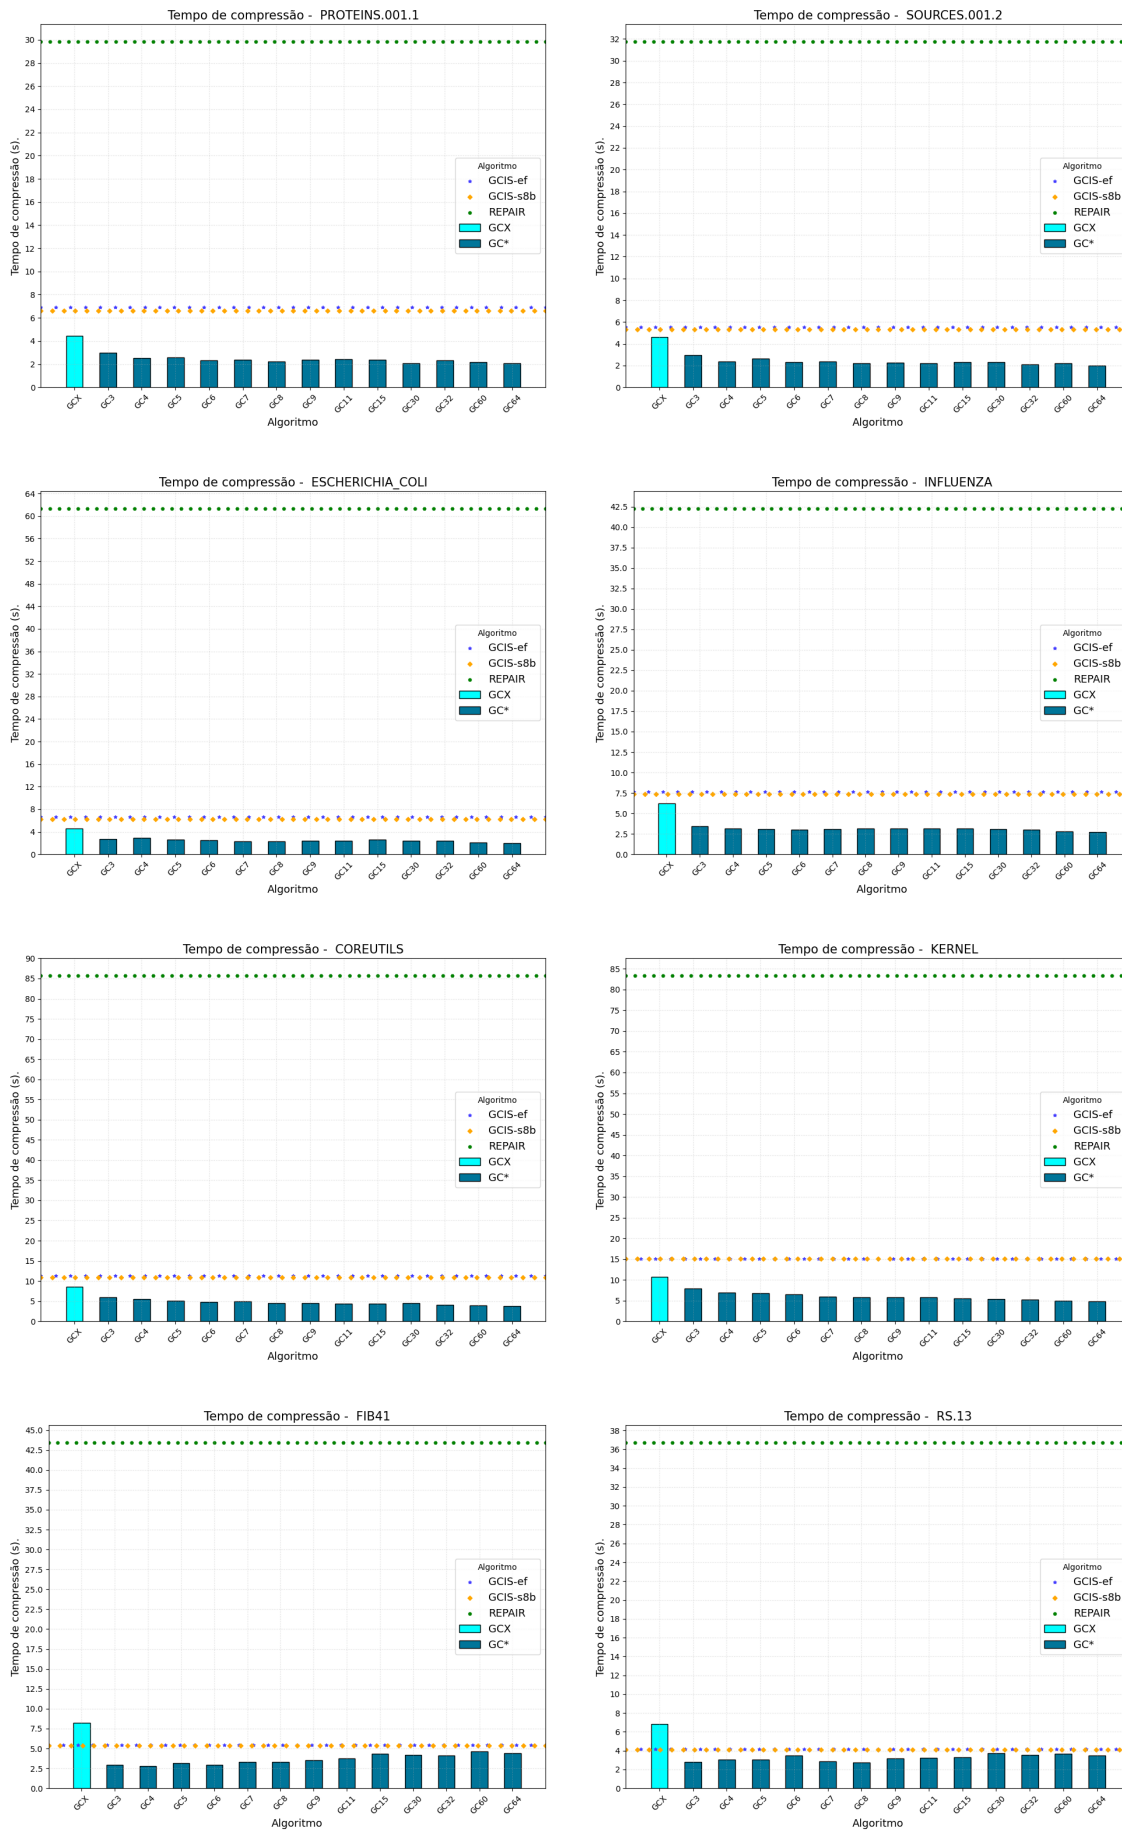 Tempo de compressão - PROTEINS.001.1
Tempo de compressão (s).
30
28
26
24
22
20
18
16
14
12
10
8
6
4
2
0
Algoritmo
GCIS-ef
GCIS-s8b
REPAIR
GCX
GC*
GCX GC3 GC4 GC5 GC6 GC7 GC8 GC9 GC11 GC15 GC30 GC32 GC60 GC64
Algoritmo
Tempo de compressão - SOURCES.001.2
Tempo de compressão (s).
32
30
28
26
24
22
20
18
16
14
12
10
8
6
4
2
0
Algoritmo
GCIS-ef
GCIS-s8b
REPAIR
GCX
GC*
GCX GC3 GC4 GC5 GC6 GC7 GC8 GC9 GC11 GC15 GC30 GC32 GC60 GC64
Algoritmo
Tempo de compressão - ESCHERICHIA_COLI
Tempo de compressão (s).
64
60
56
52
48
44
40
36
32
28
24
20
16
12
8
4
0
Algoritmo
GCIS-ef
GCIS-s8b
REPAIR
GCX
GC*
GCX GC3 GC4 GC5 GC6 GC7 GC8 GC9 GC11 GC15 GC30 GC32 GC60 GC64
Algoritmo
Tempo de compressão - INFLUENZA
Tempo de compressão (s).
42.5
40.0
37.5
35.0
32.5
30.0
27.5
25.0
22.5
20.0
17.5
15.0
12.5
10.0
7.5
5.0
2.5
0.0
Algoritmo
GCIS-ef
GCIS-s8b
REPAIR
GCX
GC*
GCX GC3 GC4 GC5 GC6 GC7 GC8 GC9 GC11 GC15 GC30 GC32 GC60 GC64
Algoritmo
Tempo de compressão - COREUTILS
Tempo de compressão (s).
90
85
80
75
70
65
60
55
50
45
40
35
30
25
20
15
10
5
0
Algoritmo
GCIS-ef
GCIS-s8b
REPAIR
GCX
GC*
GCX GC3 GC4 GC5 GC6 GC7 GC8 GC9 GC11 GC15 GC30 GC32 GC60 GC64
Algoritmo
Tempo de compressão - KERNEL
Tempo de compressão (s).
85
80
75
70
65
60
55
50
45
40
35
30
25
20
15
10
5
0
Algoritmo
GCIS-ef
GCIS-s8b
REPAIR
GCX
GC*
GCX GC3 GC4 GC5 GC6 GC7 GC8 GC9 GC11 GC15 GC30 GC32 GC60 GC64
Algoritmo
Tempo de compressão - FIB41
Tempo de compressão (s).
45.0
42.5
40.0
37.5
35.0
32.5
30.0
27.5
25.0
22.5
20.0
17.5
15.0
12.5
10.0
7.5
5.0
2.5
0.0
Algoritmo
GCIS-ef
GCIS-s8b
REPAIR
GCX
GC*
GCX GC3 GC4 GC5 GC6 GC7 GC8 GC9 GC11 GC15 GC30 GC32 GC60 GC64
Algoritmo
Tempo de compressão - RS.13
Tempo de compressão (s).
38
36
34
32
30
28
26
24
22
20
18
16
14
12
10
8
6
4
2
0
Algoritmo
GCIS-ef
GCIS-s8b
REPAIR
GCX
GC*
GCX GC3 GC4 GC5 GC6 GC7 GC8 GC9 GC11 GC15 GC30 GC32 GC60 GC64
Algoritmo